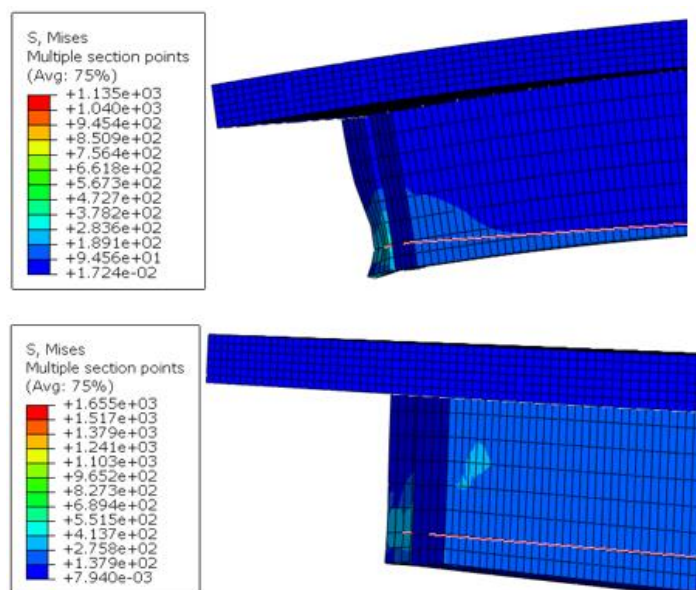 S, Mises
Multiple section points
(Avg: 75%)
+1.135e+03
+1.040e+03
+9.454e+02
+8.509e+02
+7.564e+02
+6.618e+02
+5.673e+02
+4.727e+02
+3.782e+02
+2.836e+02
+1.891e+02
+9.456e+01
+1.724e-02
S, Mises
Multiple section points
(Avg: 75%)
+1.655e+03
+1.517e+03
+1.379e+03
+1.241e+03
+1.103e+03
+9.652e+02
+8.273e+02
+6.894e+02
+5.515e+02
+4.137e+02
+2.758e+02
+1.379e+02
+7.940e-03